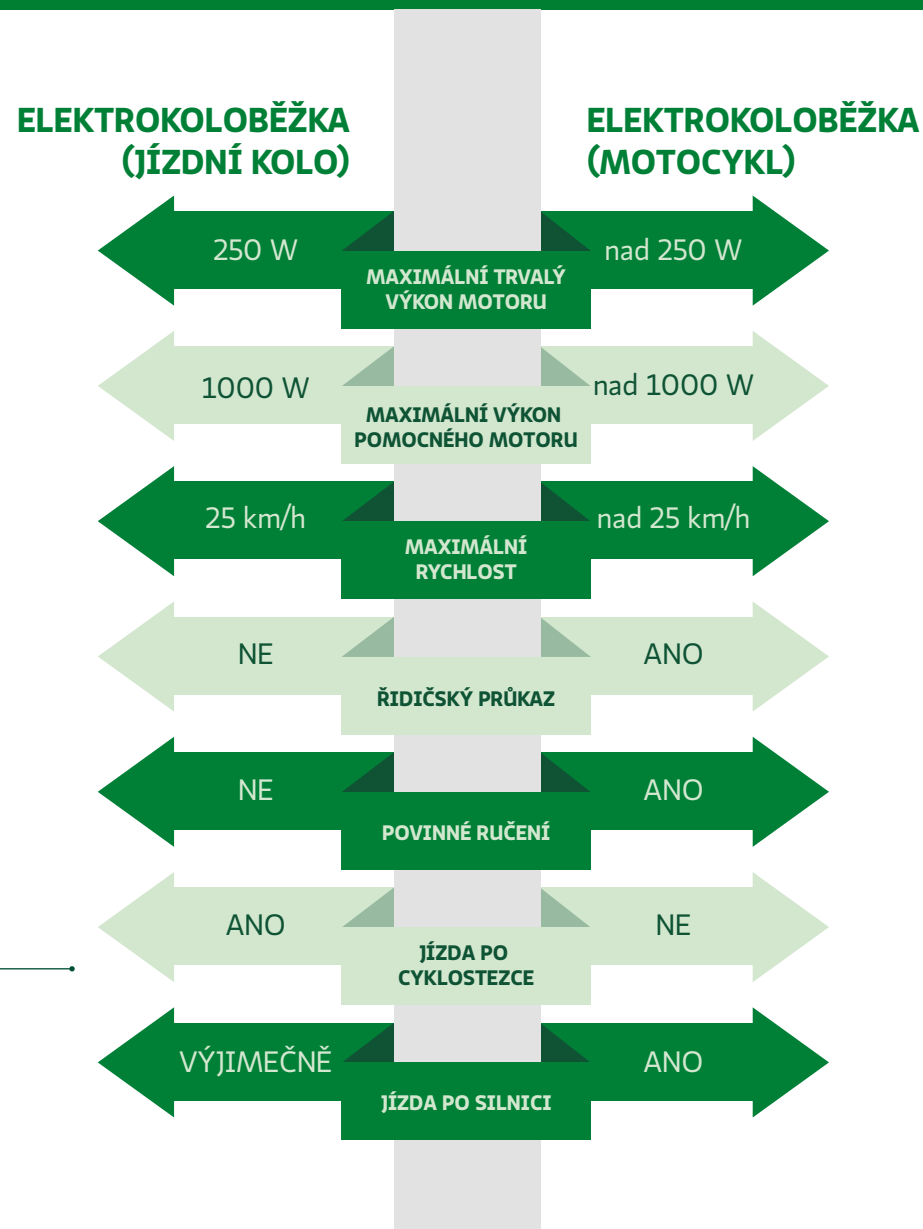 ELEKTROKOLOBĚŽKA
(JÍZDNÍ KOLO)
ELEKTROKOLOBĚŽKA
(MOTOCYKL)
250 W
MAXIMÁLNÍ TRVALÝ
VÝKON MOTORU
nad 250 W
1000 W
MAXIMÁLNÍ VÝKON
POMOCNÉHO MOTORU
nad 1000 W
25 km/h
MAXIMÁLNÍ
RYCHLOST
nad 25 km/h
NE
ŘIDIČSKÝ PRŮKAZ
ANO
NE
POVINNÉ RUČENÍ
ANO
ANO
JÍZDA PO
CYKLOSTEZCE
NE
VÝJIMEČNĚ
JÍZDA PO SILNICI
ANO